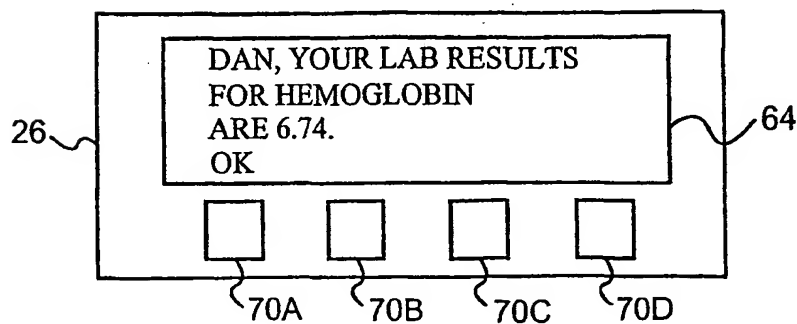 DAN, YOUR LAB RESULTS
FOR HEMOGLOBIN
ARE 6.74.
OK
26
64
70A 70B 70C 70D